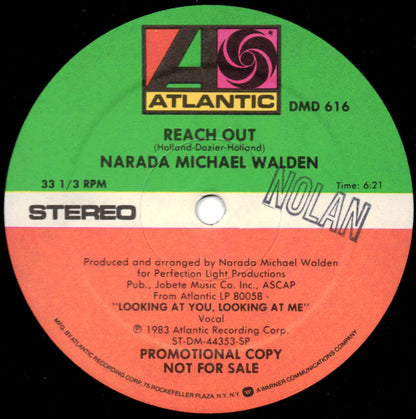 A
ATLANTIC
DMD 616
REACH OUT
(Holland-Dozier-Holland)
NARADA MICHAEL WALDEN
33 1/3 RPM
Time: 6:21
NOLAN
STEREO
Produced and arranged by Narada Michael Walden
for Perfection Light Productions
Pub., Jobete Music Co. Inc., ASCAP
From Atlantic LP 80058 -
"LOOKING AT YOU, LOOKING AT ME"
Vocal
℗ 1983 Atlantic Recording Corp.
ST-DM-44353-SP
PROMOTIONAL COPY
NOT FOR SALE
MFG. BY ATLANTIC RECORDING CORP., 75 ROCKEFELLER PLAZA, N.Y. N.Y. A WARNER COMMUNICATIONS COMPANY